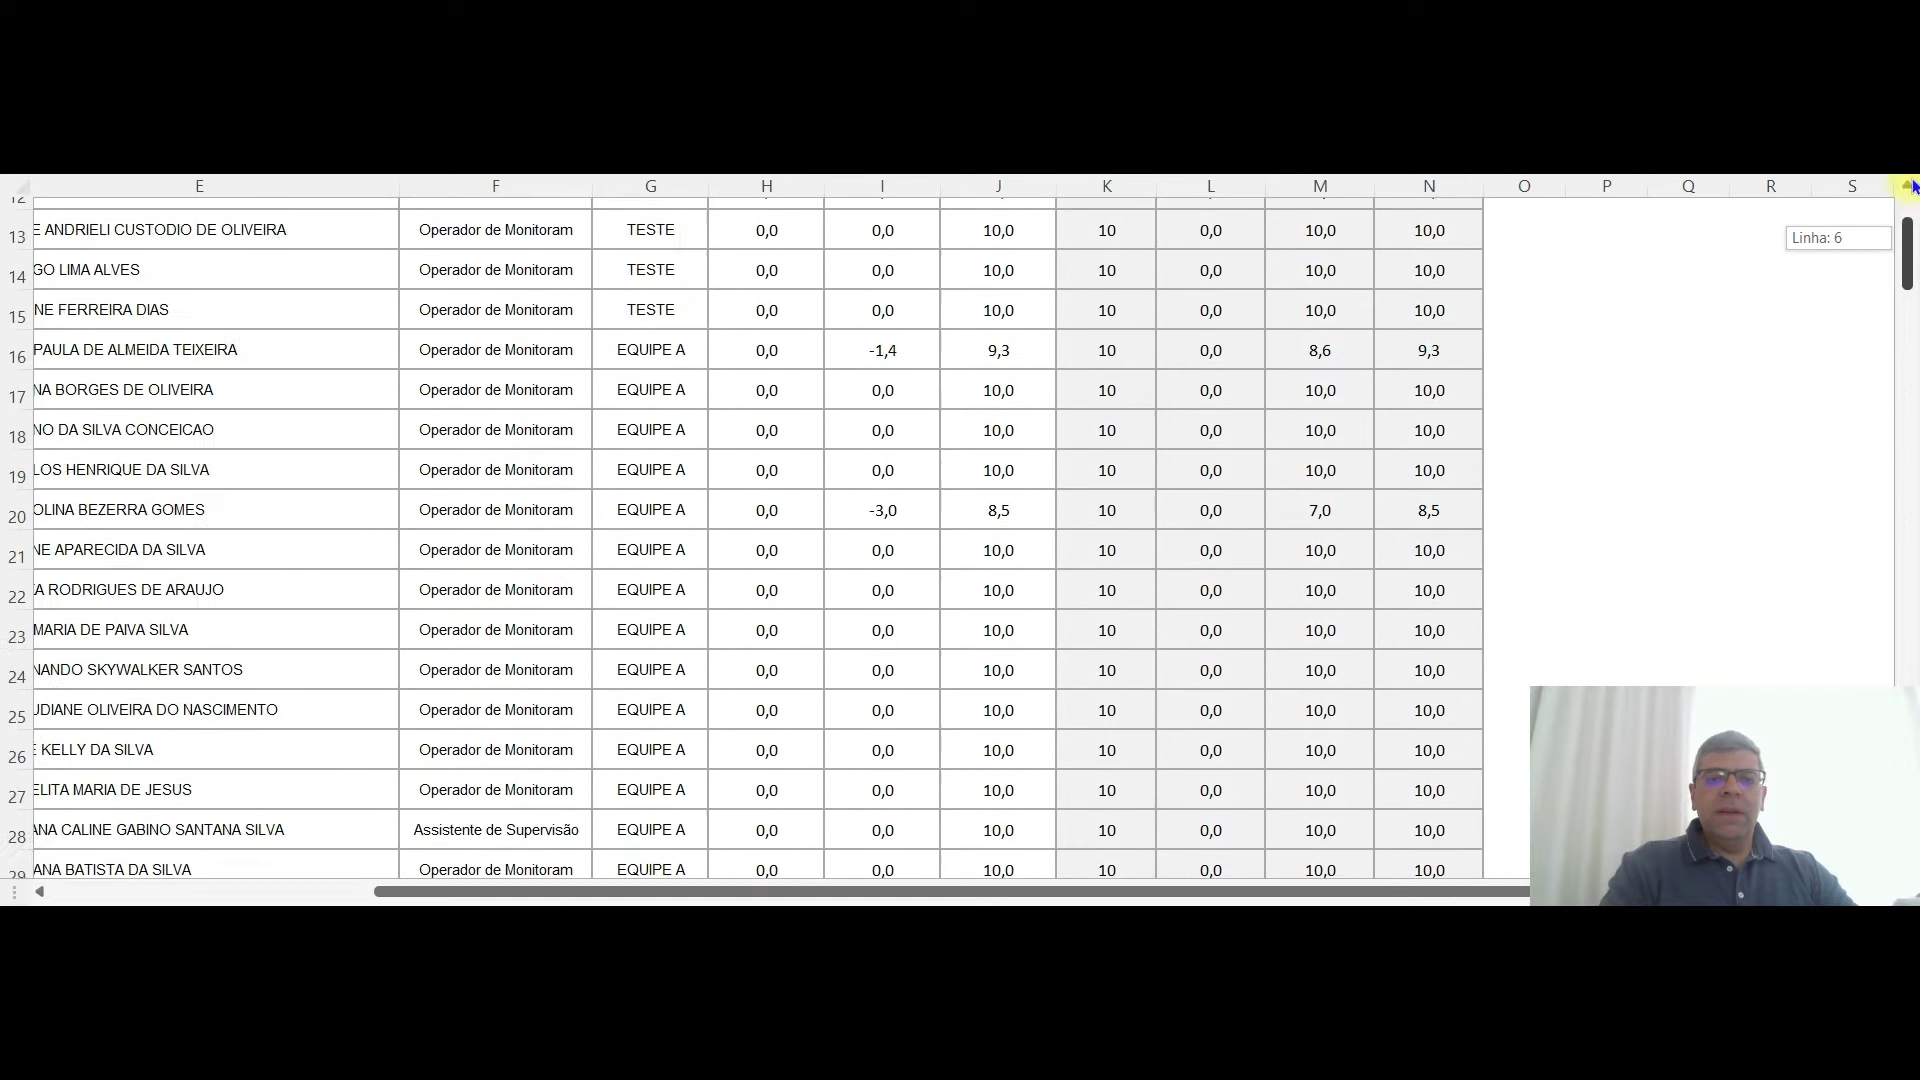 E F G H I J K L M N O P Q R S
12
13 E ANDRIELI CUSTODIO DE OLIVEIRA Operador de Monitoram TESTE 0,0 0,0 10,0 10 0,0 10,0 10,0
Linha: 6
14 GO LIMA ALVES Operador de Monitoram TESTE 0,0 0,0 10,0 10 0,0 10,0 10,0
15 NE FERREIRA DIAS Operador de Monitoram TESTE 0,0 0,0 10,0 10 0,0 10,0 10,0
16 PAULA DE ALMEIDA TEIXEIRA Operador de Monitoram EQUIPE A 0,0 -1,4 9,3 10 0,0 8,6 9,3
17 NA BORGES DE OLIVEIRA Operador de Monitoram EQUIPE A 0,0 0,0 10,0 10 0,0 10,0 10,0
18 NO DA SILVA CONCEICAO Operador de Monitoram EQUIPE A 0,0 0,0 10,0 10 0,0 10,0 10,0
19 LOS HENRIQUE DA SILVA Operador de Monitoram EQUIPE A 0,0 0,0 10,0 10 0,0 10,0 10,0
20 OLINA BEZERRA GOMES Operador de Monitoram EQUIPE A 0,0 -3,0 8,5 10 0,0 7,0 8,5
21 NE APARECIDA DA SILVA Operador de Monitoram EQUIPE A 0,0 0,0 10,0 10 0,0 10,0 10,0
22 A RODRIGUES DE ARAUJO Operador de Monitoram EQUIPE A 0,0 0,0 10,0 10 0,0 10,0 10,0
23 MARIA DE PAIVA SILVA Operador de Monitoram EQUIPE A 0,0 0,0 10,0 10 0,0 10,0 10,0
24 NANDO SKYWALKER SANTOS Operador de Monitoram EQUIPE A 0,0 0,0 10,0 10 0,0 10,0 10,0
25 UDIANE OLIVEIRA DO NASCIMENTO Operador de Monitoram EQUIPE A 0,0 0,0 10,0 10 0,0 10,0 10,0
26 E KELLY DA SILVA Operador de Monitoram EQUIPE A 0,0 0,0 10,0 10 0,0 10,0 10,0
27 ELITA MARIA DE JESUS Operador de Monitoram EQUIPE A 0,0 0,0 10,0 10 0,0 10,0 10,0
28 ANA CALINE GABINO SANTANA SILVA Assistente de Supervisão EQUIPE A 0,0 0,0 10,0 10 0,0 10,0 10,0
29 ANA BATISTA DA SILVA Operador de Monitoram EQUIPE A 0,0 0,0 10,0 10 0,0 10,0 10,0